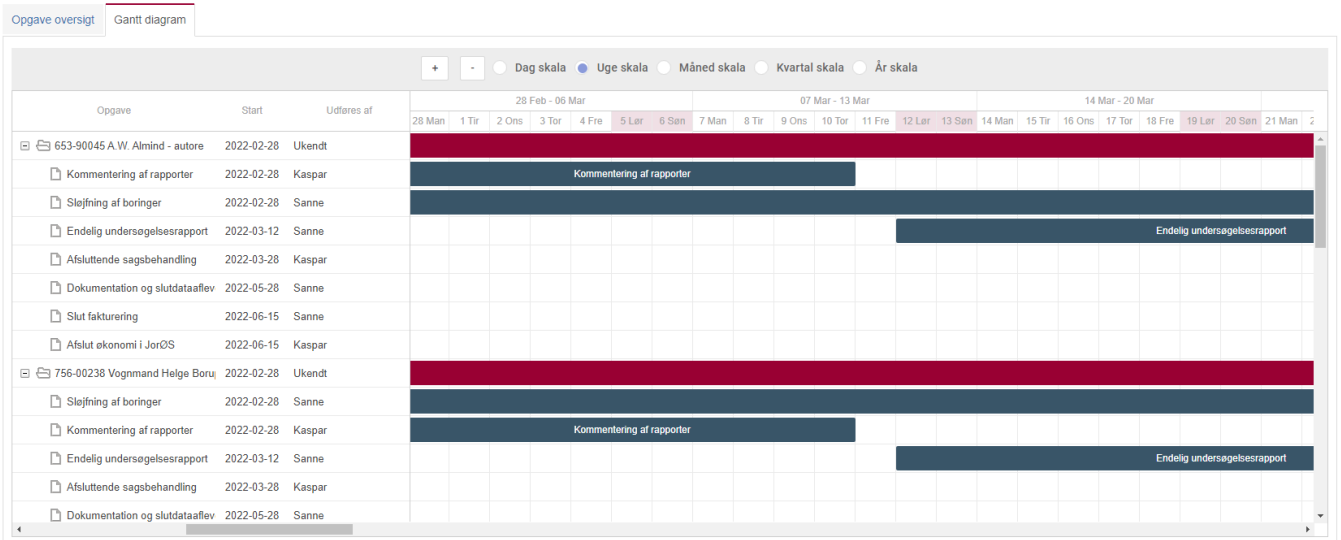 Opgave oversigt Gantt diagram
+ - Dag skala Uge skala Måned skala Kvartal skala År skala
Opgave Start Udføres af 28 Feb - 06 Mar 07 Mar - 13 Mar 14 Mar - 20 Mar
28 Man 1 Tir 2 Ons 3 Tor 4 Fre 5 Lør 6 Søn 7 Man 8 Tir 9 Ons 10 Tor 11 Fre 12 Lør 13 Søn 14 Man 15 Tir 16 Ons 17 Tor 18 Fre 19 Lør 20 Søn 21 Man 2
653-90045 A.W. Almind - autore 2022-02-28 Ukendt
Kommentering af rapporter 2022-02-28 Kaspar Kommentering af rapporter
Sløjfning af boringer 2022-02-28 Sanne
Endelig undersøgelsesrapport 2022-03-12 Sanne Endelig undersøgelsesrapport
Afsluttende sagsbehandling 2022-03-28 Kaspar
Dokumentation og slutdataaflev 2022-05-28 Sanne
Slut fakturering 2022-06-15 Sanne
Afslut økonomi i JorØS 2022-06-15 Kaspar
756-00238 Vognmand Helge Boru 2022-02-28 Ukendt
Sløjfning af boringer 2022-02-28 Sanne
Kommentering af rapporter 2022-02-28 Kaspar Kommentering af rapporter
Endelig undersøgelsesrapport 2022-03-12 Sanne Endelig undersøgelsesrapport
Afsluttende sagsbehandling 2022-03-28 Kaspar
Dokumentation og slutdataaflev 2022-05-28 Sanne